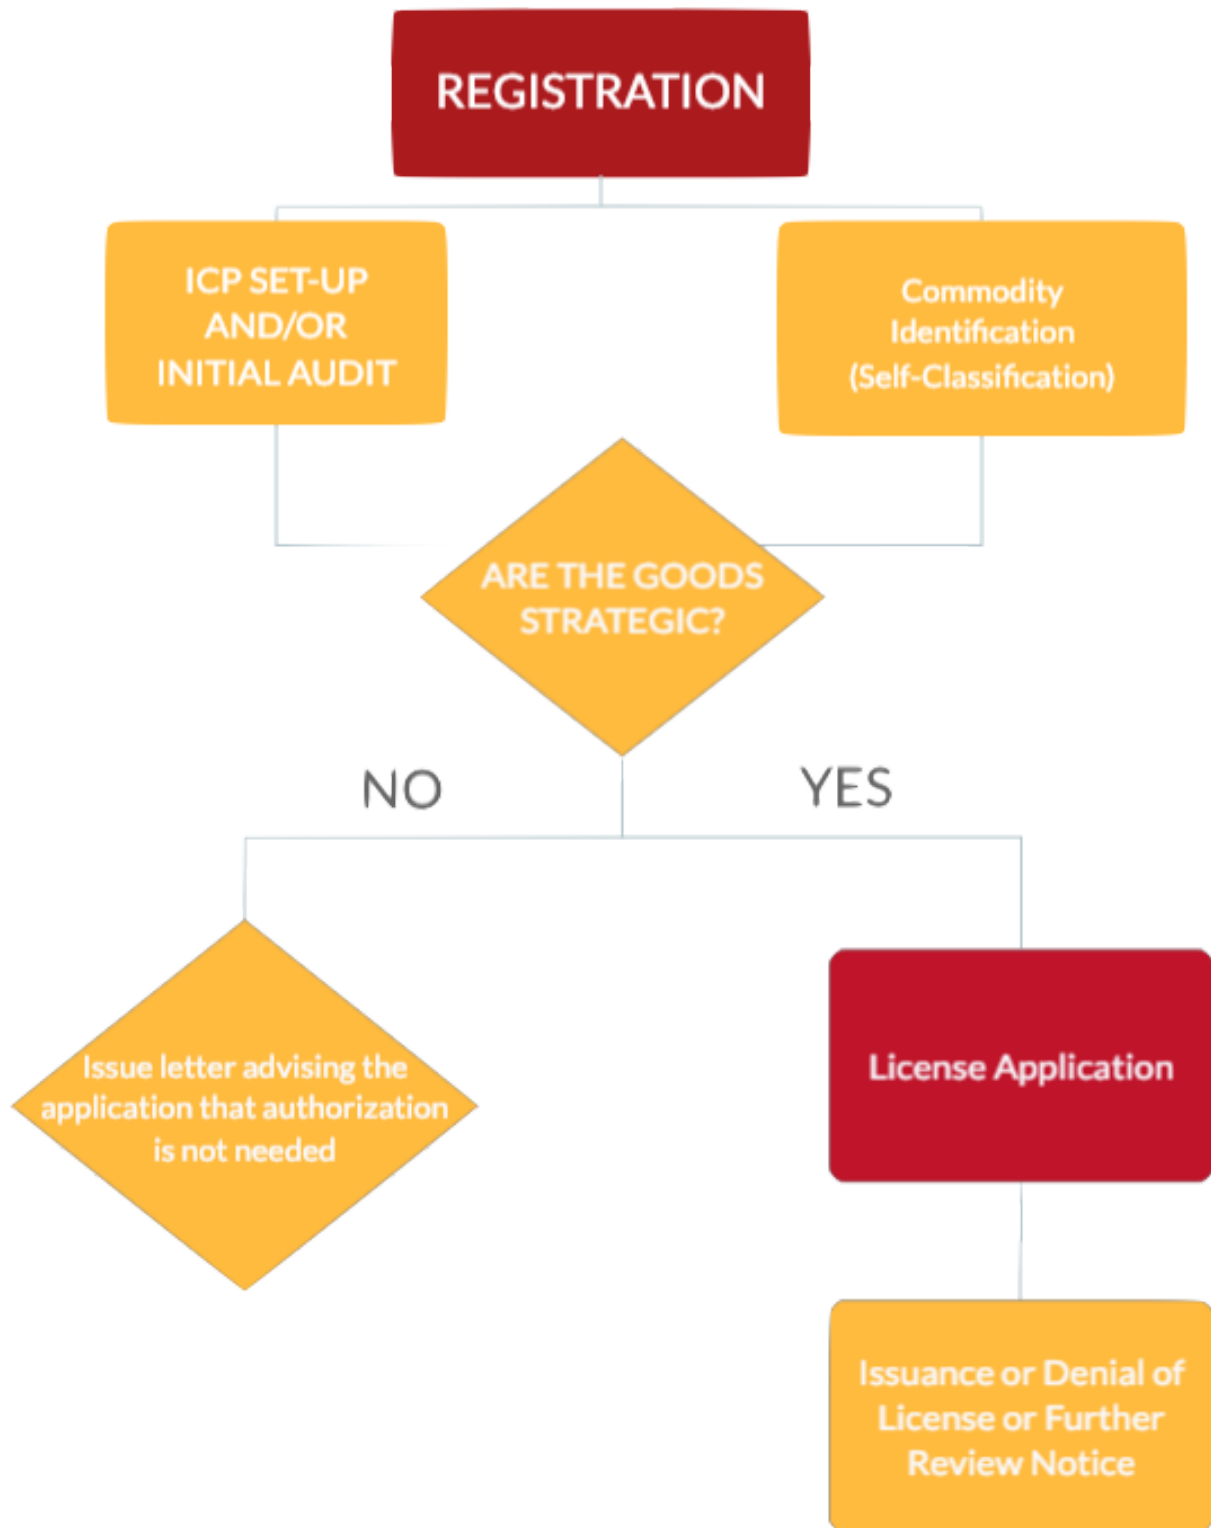 REGISTRATION
ICP SET-UP
AND/OR
INITIAL AUDIT
Commodity
Identification
(Self-Classification)
ARE THE GOODS
STRATEGIC?
NO
YES
Issue letter advising the
application that authorization
is not needed
License Application
Issuance or Denial of
License or Further
Review Notice